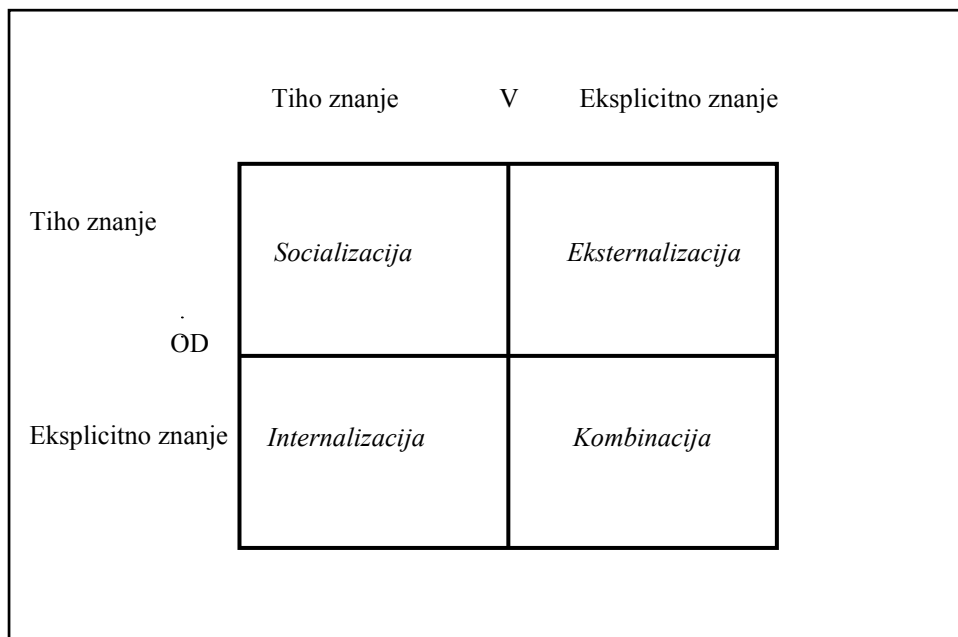 Tiho znanje V Eksplicitno znanje
Tiho znanje
Socializacija Eksternalizacija
OD
Eksplicitno znanje Internalizacija Kombinacija